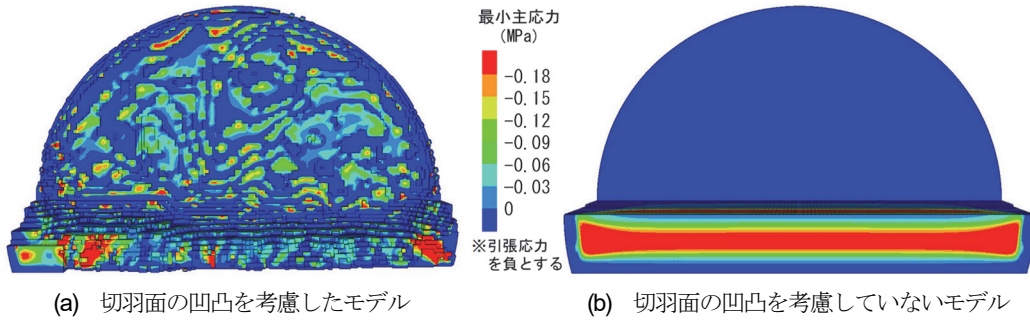 最小主応力
(MPa)
-0.18
-0.15
-0.12
-0.09
-0.06
-0.03
0
※引張応力
を負とする
(a) 切羽面の凹凸を考慮したモデル
(b) 切羽面の凹凸を考慮していないモデル